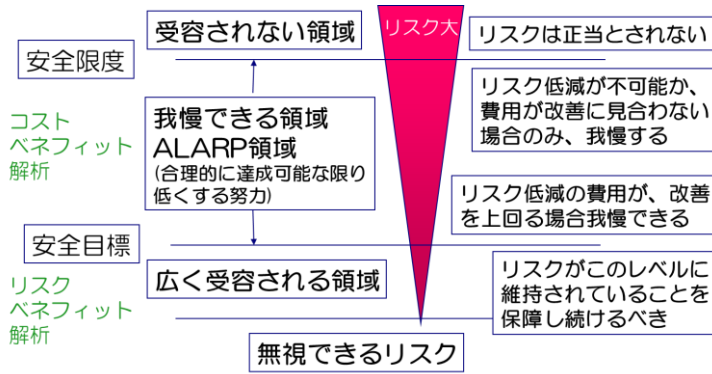 受容されない領域
リスク大
リスクは正当とされない
安全限度
リスク低減が不可能か、
費用が改善に見合わない
場合のみ、我慢する
コスト
ベネフィット
解析
我慢できる領域
ALARP領域
(合理的に達成可能な限り
低くする努力)
リスク低減の費用が、改善
を上回る場合我慢できる
安全目標
広く受容される領域
リスクがこのレベルに
維持されていることを
保障し続けるべき
リスク
ベネフィット
解析
無視できるリスク